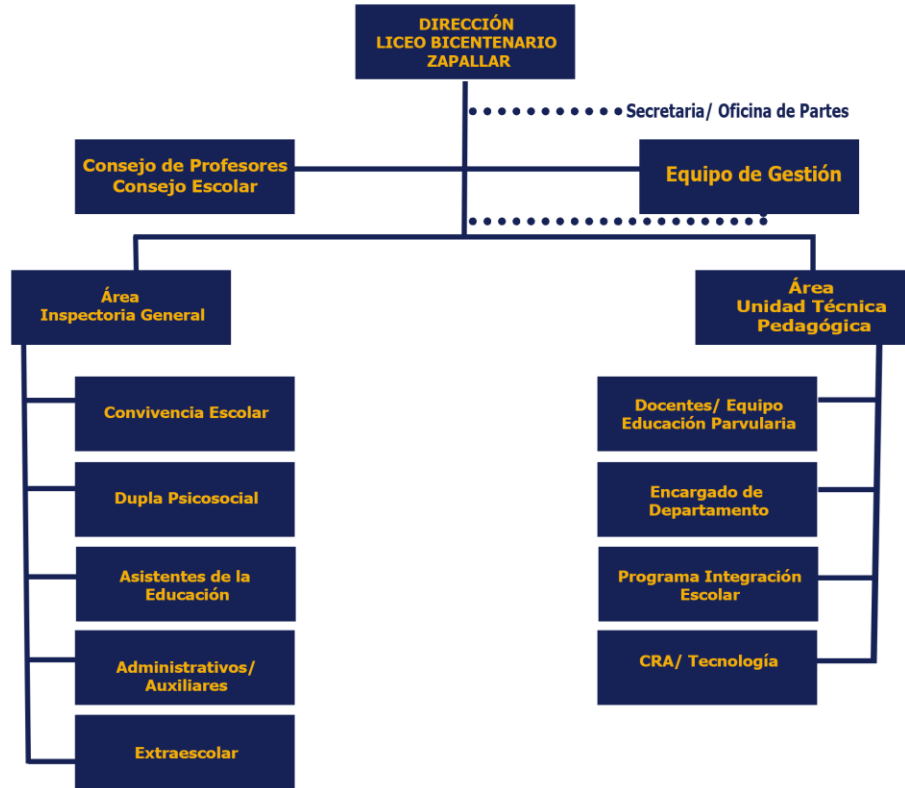 DIRECCIÓN
LICEO BICENTENARIO
ZAPALLAR
Secretaria/ Oficina de Partes
Consejo de Profesores
Consejo Escolar
Equipo de Gestión
Área
Inspectoria General
Área
Unidad Técnica
Pedagógica
Convivencia Escolar
Dupla Psicosocial
Asistentes de la
Educación
Administrativos/
Auxiliares
Extraescolar
Docentes/ Equipo
Educación Parvularia
Encargado de
Departamento
Programa Integración
Escolar
CRA/ Tecnología